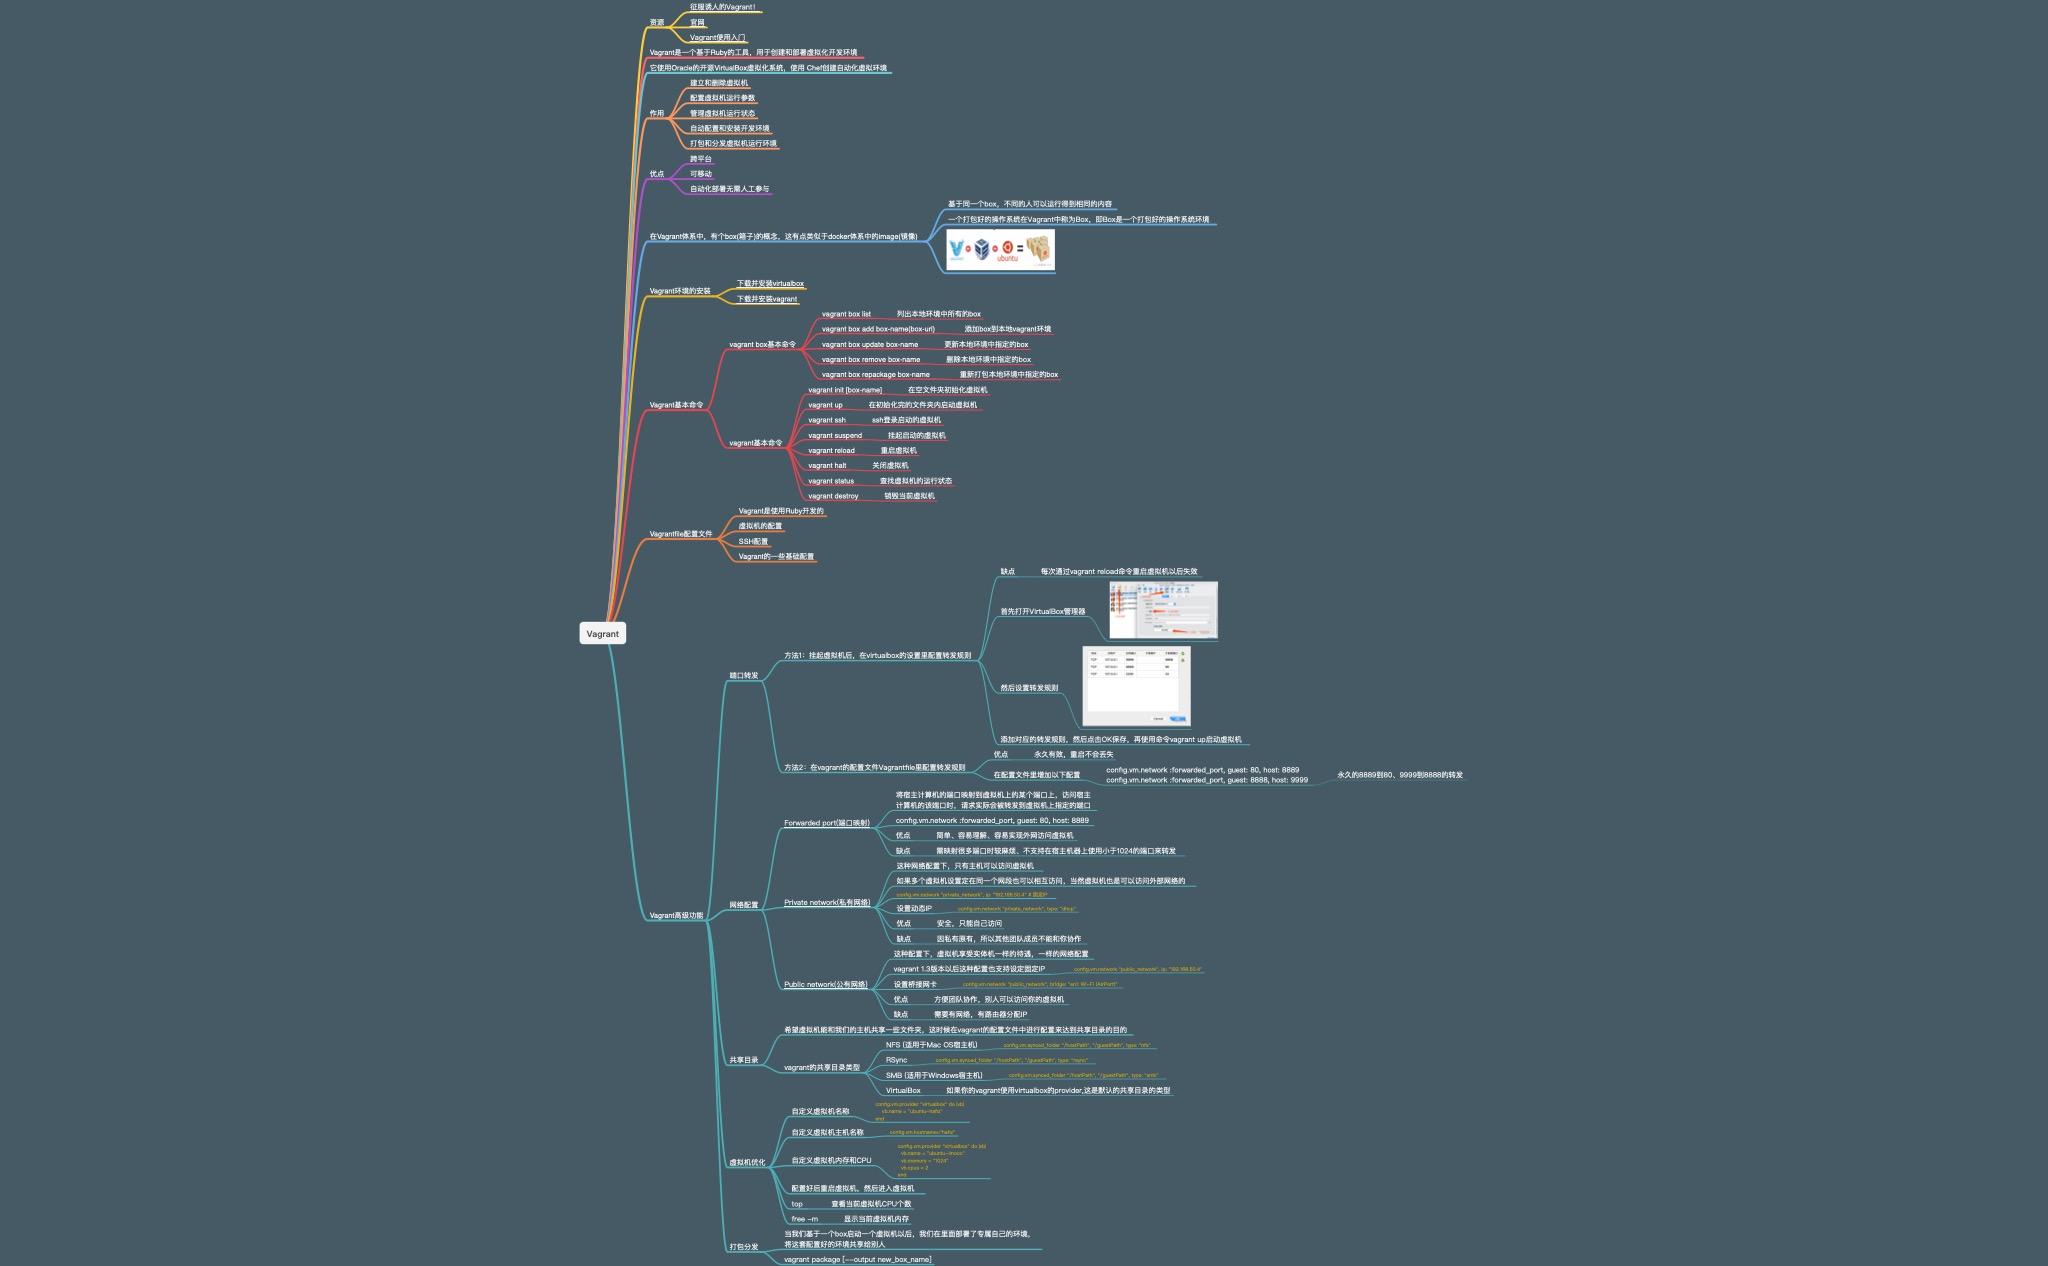 征服诱人的Vagrant！
资源
官网
Vagrant使用入门
Vagrant是一个基于Ruby的工具，用于创建和部署虚拟化开发环境
它使用Oracle的开源VirtualBox虚拟化系统，使用 Chef创建自动化虚拟环境
建立和删除虚拟机
配置虚拟机运行参数
作用
管理虚拟机运行状态
自动配置和安装开发环境
打包和分发虚拟机运行环境
跨平台
优点
可移动
自动化部署无需人工参与
基于同一个box，不同的人可以运行得到相同的内容
一个打包好的操作系统在Vagrant中称为Box，即Box是一个打包好的操作系统环境
在Vagrant体系中，有个box(箱子)的概念，这有点类似于docker体系中的image(镜像)
ubuntu
Vagrant环境的安装
下载并安装virtualbox
下载并安装vagrant
vagrant box list 列出本地环境中所有的box
vagrant box add box-name(box-url) 添加box到本地vagrant环境
vagrant box基本命令
vagrant box update box-name 更新本地环境中指定的box
vagrant box remove box-name 删除本地环境中指定的box
vagrant box repackage box-name 重新打包本地环境中指定的box
Vagrant基本命令
vagrant init [box-name] 在空文件夹初始化虚拟机
vagrant up 在初始化完的文件夹内启动虚拟机
vagrant ssh ssh登录启动的虚拟机
vagrant suspend 挂起启动的虚拟机
vagrant基本命令
vagrant reload 重启虚拟机
vagrant halt 关闭虚拟机
vagrant status 查找虚拟机的运行状态
vagrant destroy 销毁当前虚拟机
Vagrant是使用Ruby开发的
虚拟机的配置
Vagrantfile配置文件
SSH配置
Vagrant的一些基础配置
Vagrant
缺点 每次通过vagrant reload命令重启虚拟机以后失效
首先打开VirtualBox管理器
方法1：挂起虚拟机后，在virtualbox的设置里配置转发规则
端口转发
然后设置转发规则
Cancel
添加对应的转发规则，然后点击OK保存，再使用命令vagrant up启动虚拟机
优点 永久有效，重启不会丢失
方法2：在vagrant的配置文件Vagrantfile里配置转发规则
在配置文件里增加以下配置
config.vm.network :forwarded_port, guest: 80, host: 8889
config.vm.network :forwarded_port, guest: 8888, host: 9999
永久的8889到80、9999到8888的转发
Vagrant高级功能
将宿主计算机的端口映射到虚拟机上的某个端口上，访问宿主
计算机的该端口时，请求实际会被转发到虚拟机上指定的端口
Forwarded port(端口映射)
config.vm.network :forwarded_port, guest: 80, host: 8889
优点 简单、容易理解、容易实现外网访问虚拟机
缺点 需映射很多端口时较麻烦、不支持在宿主机器上使用小于1024的端口来转发
网络配置
这种网络配置下，只有主机可以访问虚拟机
如果多个虚拟机设置定在同一个网段也可以相互访问，当然虚拟机也是可以访问外部网络的
config.vm.network "private_network", ip: "192.168.50.4" # 固定IP
Private network(私有网络)
设置动态IP config.vm.network "private_network", type: "dhcp"
优点 安全，只能自己访问
缺点 因私有原有，所以其他团队成员不能和你协作
这种配置下，虚拟机享受实体机一样的待遇，一样的网络配置
vagrant 1.3版本以后这种配置也支持设定固定IP config.vm.network "public_network", ip: "192.168.50.4"
Public network(公有网络)
设置桥接网卡 config.vm.network "public_network", bridge: "en1: Wi-Fi (AirPort)"
优点 方便团队协作，别人可以访问你的虚拟机
缺点 需要有网络，有路由器分配IP
共享目录
希望虚拟机能和我们的主机共享一些文件夹，这时候在vagrant的配置文件中进行配置来达到共享目录的目的
vagrant的共享目录类型
NFS (适用于Mac OS宿主机) config.vm.synced_folder "/hostPath", "/guestPath", type: "nfs"
RSync config.vm.synced_folder "/hostPath", "/guestPath", type: "rsync"
SMB (适用于Windows宿主机) config.vm.synced_folder "/hostPath", "/guestPath", type: "smb"
VirtualBox 如果你的vagrant使用virtualbox的provider,这是默认的共享目录的类型
虚拟机优化
自定义虚拟机名称
config.vm.provider "virtualbox" do |vb|
end
自定义虚拟机主机名称
自定义虚拟机内存和CPU
config.vm.provider "virtualbox" do |vb|
vb.name = "ubuntu-imooc"
vb.memory = "1024"
vb.cpus = 2
end
配置好后重启虚拟机，然后进入虚拟机
top 查看当前虚拟机CPU个数
free -m 显示当前虚拟机内存
打包分发
当我们基于一个box启动一个虚拟机以后，我们在里面部署了专属自己的环境，
将这套配置好的环境共享给别人
vagrant package [--output new_box_name]